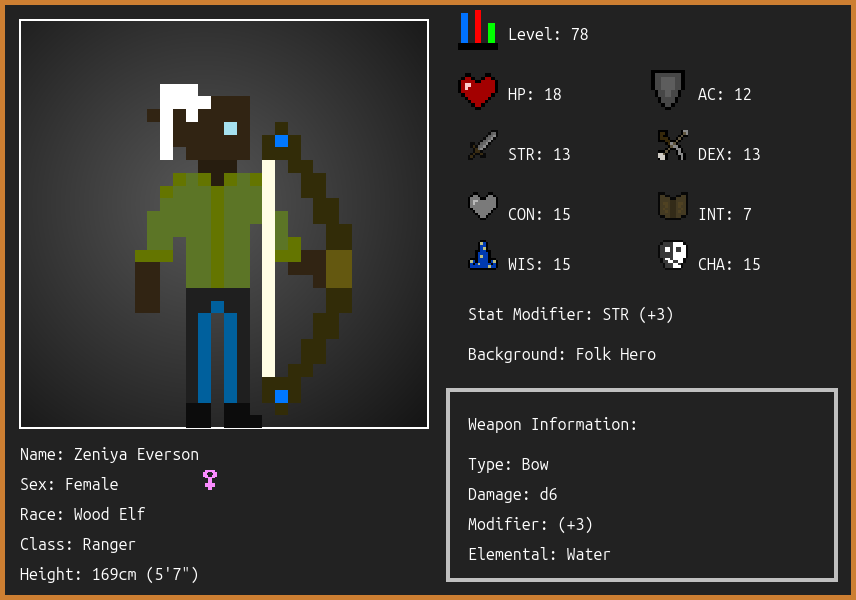 Level: 78
HP: 18
AC: 12
STR: 13
DEX: 13
CON: 15
INT: 7
WIS: 15
CHA: 15
Stat Modifier: STR (+3)
Background: Folk Hero
Weapon Information:
Type: Bow
Damage: d6
Modifier: (+3)
Elemental: Water
Name: Zeniya Everson
Sex: Female
Race: Wood Elf
Class: Ranger
Height: 169cm (5'7")